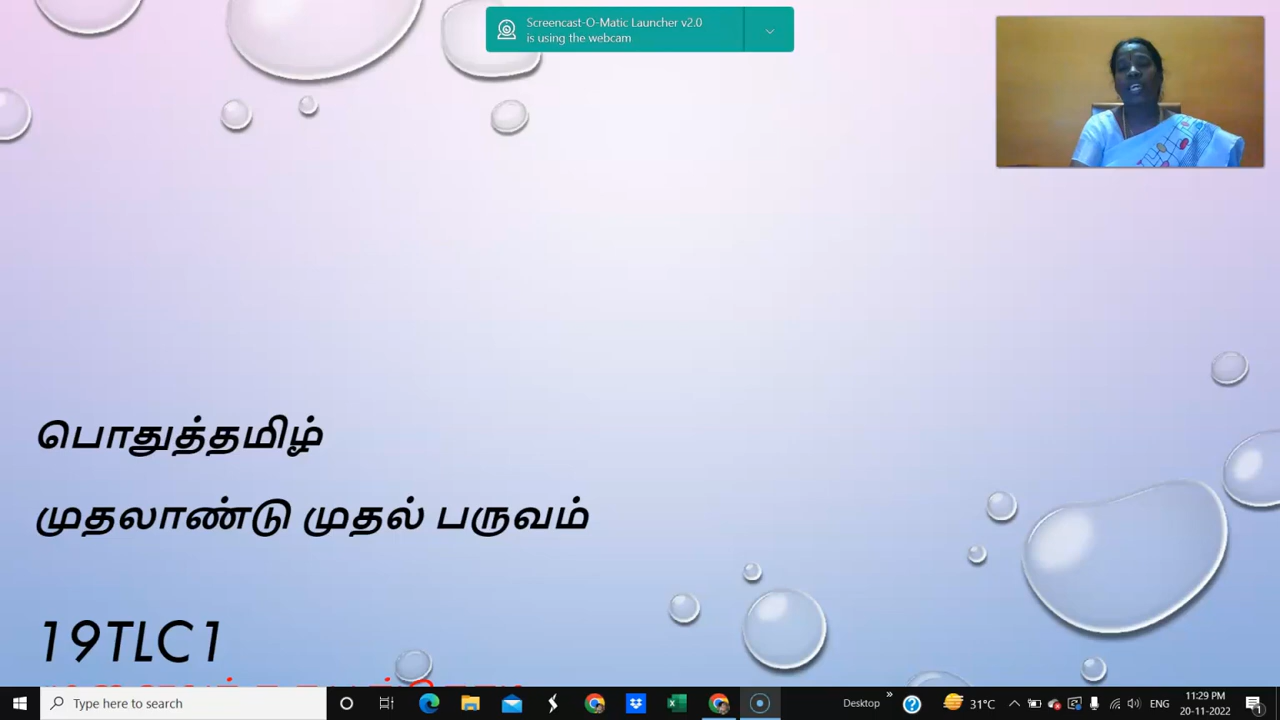 Screencast-O-Matic Launcher v2.0
is using the webcam
பொதுத்தமிழ்
முதலாண்டு முதல் பருவம்
19TLC1
Type here to search
Desktop
31°C
ENG
11:29 PM
20-11-2022
1